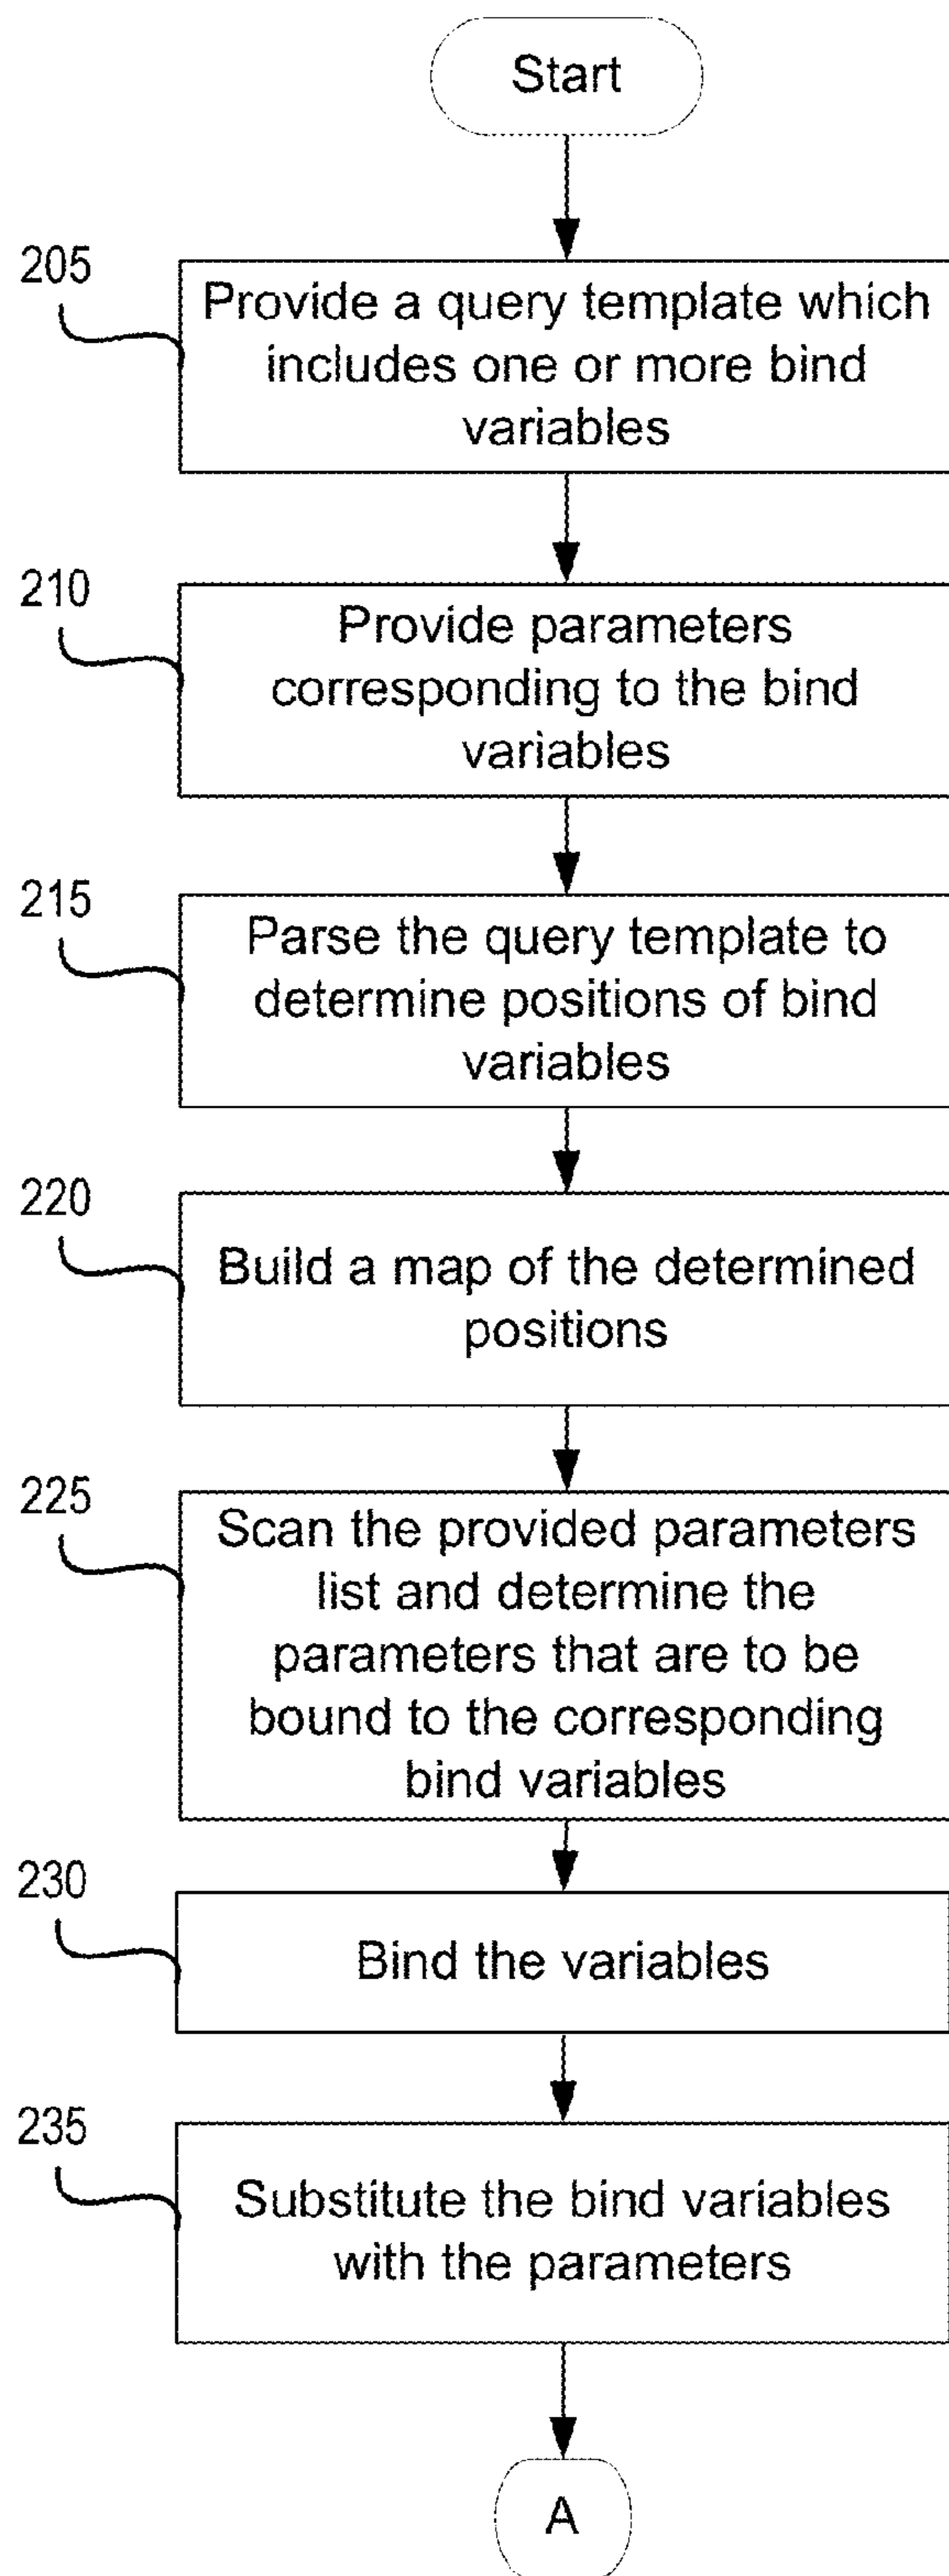 Start
205
Provide a query template which
includes one or more bind
variables
210
Provide parameters
corresponding to the bind
variables
215
Parse the query template to
determine positions of bind
variables
220
Build a map of the determined
positions
225
Scan the provided parameters
list and determine the
parameters that are to be
bound to the corresponding
bind variables
230
Bind the variables
235
Substitute the bind variables
with the parameters
A